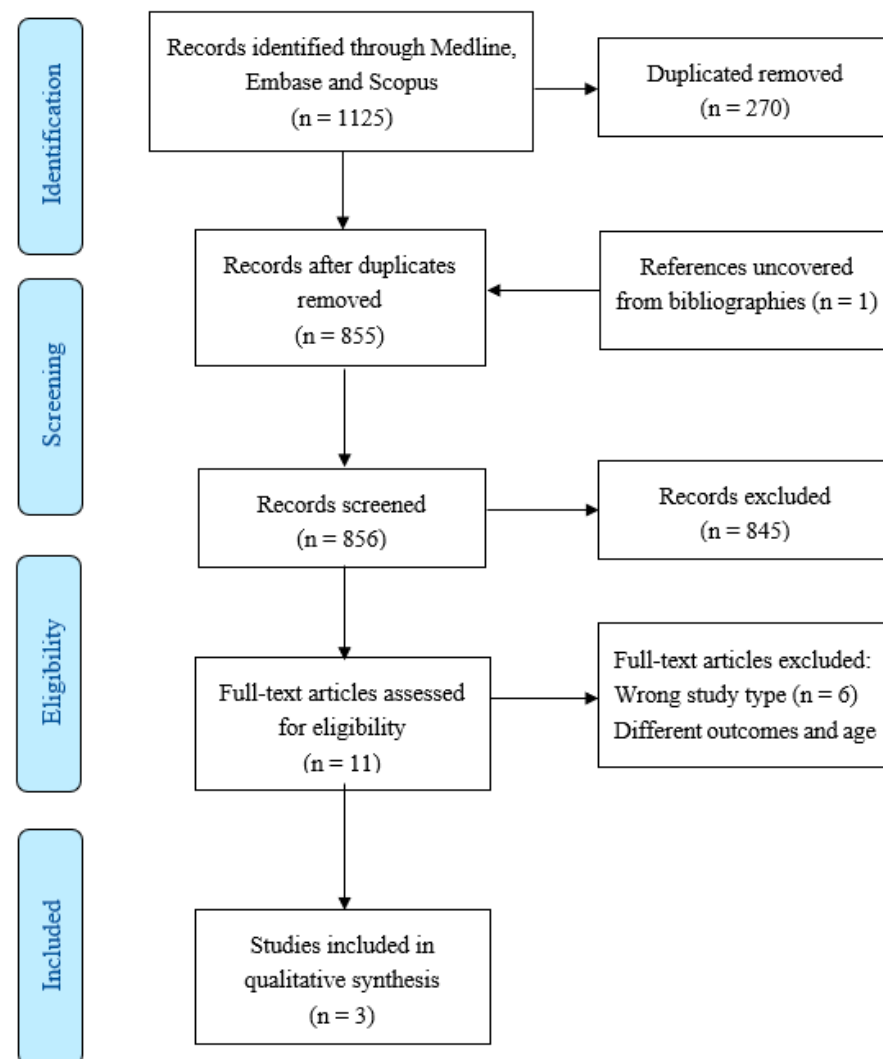 Identification
Records identified through Medline,
Embase and Scopus
(n = 1125)
Duplicated removed
(n = 270)
Records after duplicates
removed
(n = 855)
References uncovered
from bibliographies (n = 1)
Screening
Records screened
(n = 856)
Records excluded
(n = 845)
Eligibility
Full-text articles assessed
for eligibility
(n = 11)
Full-text articles excluded:
Wrong study type (n = 6)
Different outcomes and age
Included
Studies included in
qualitative synthesis
(n = 3)